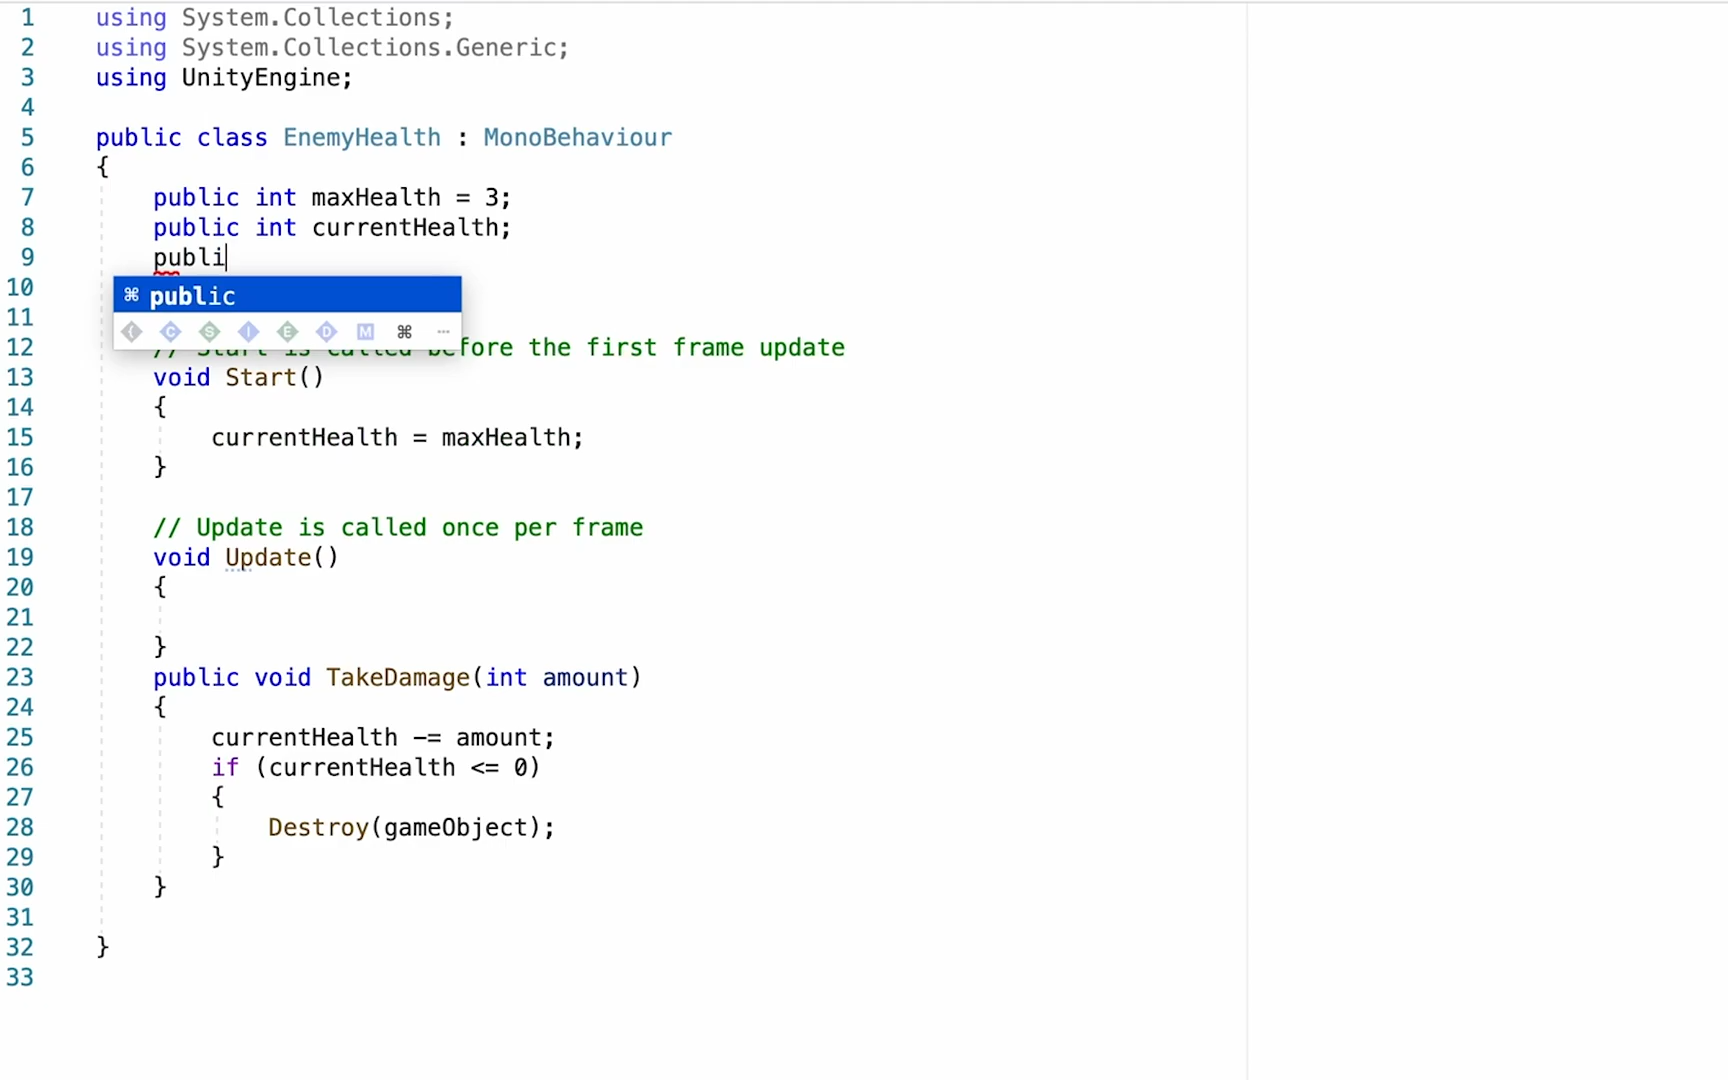 1 using System.Collections;
2 using System.Collections.Generic;
3 using UnityEngine;
4
5 public class EnemyHealth : MonoBehaviour
6 {
7 public int maxHealth = 3;
8 public int currentHealth;
9 publi
10 ⌘ public
11 { C S I E D M ⌘ ...
12 // Start is called before the first frame update
13 void Start()
14 {
15 currentHealth = maxHealth;
16 }
17
18 // Update is called once per frame
19 void Update()
20 {
21
22 }
23 public void TakeDamage(int amount)
24 {
25 currentHealth -= amount;
26 if (currentHealth <= 0)
27 {
28 Destroy(gameObject);
29 }
30 }
31
32 }
33